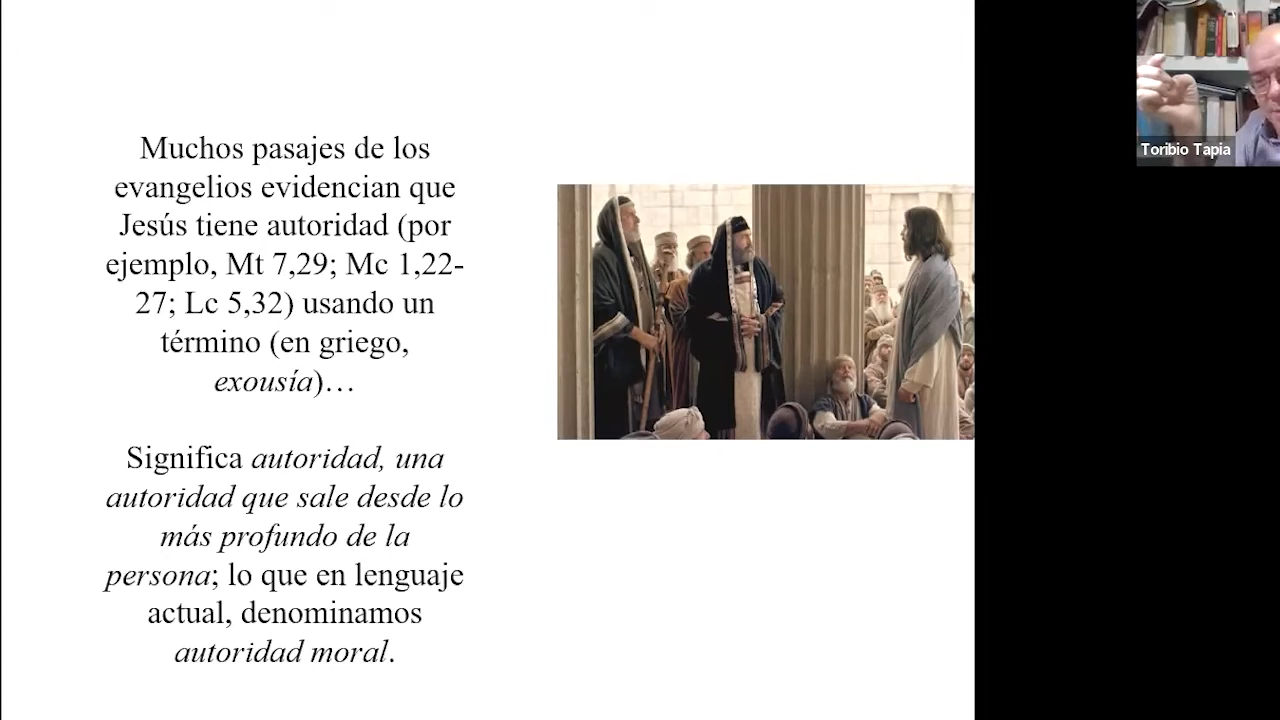 Muchos pasajes de los
evangelios evidencian que
Jesús tiene autoridad (por
ejemplo, Mt 7,29; Mc 1,22-
27; Lc 5,32) usando un
término (en griego,
exousía)…
Significa autoridad, una
autoridad que sale desde lo
más profundo de la
persona; lo que en lenguaje
actual, denominamos
autoridad moral.
Toribio Tapia